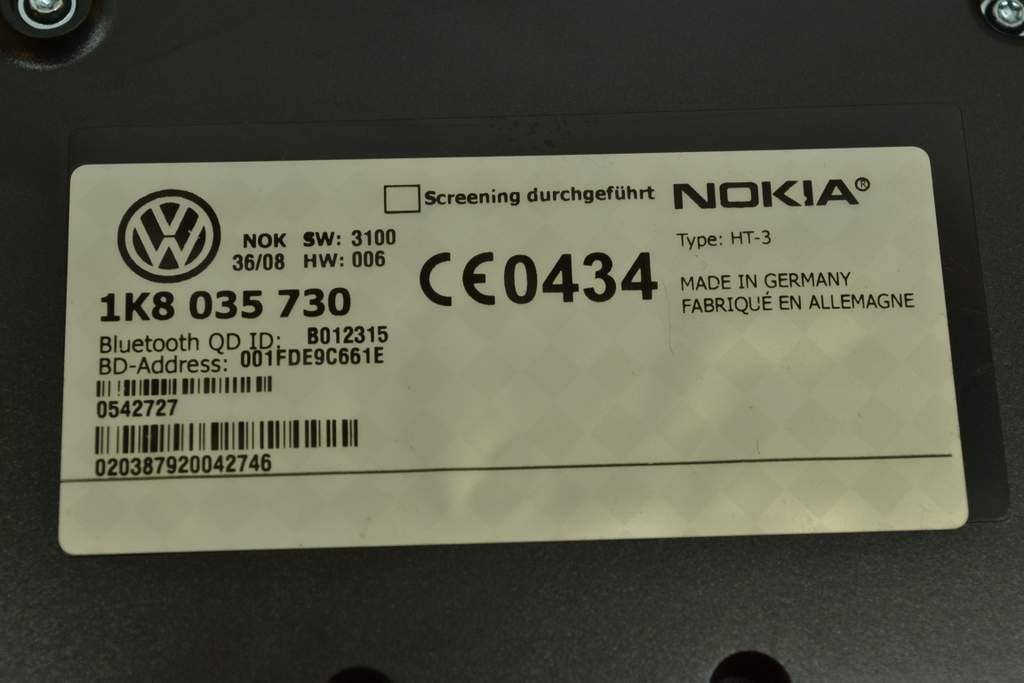 Screening durchgeführt
NOKIA®
Type: HT-3
MADE IN GERMANY
FABRIQUÉ EN ALLEMAGNE
CE0434
VW
NOK SW: 3100
36/08 HW: 006
1K8 035 730
Bluetooth QD ID: B012315
BD-Address: 001FDE9C661E
0542727
020387920042746